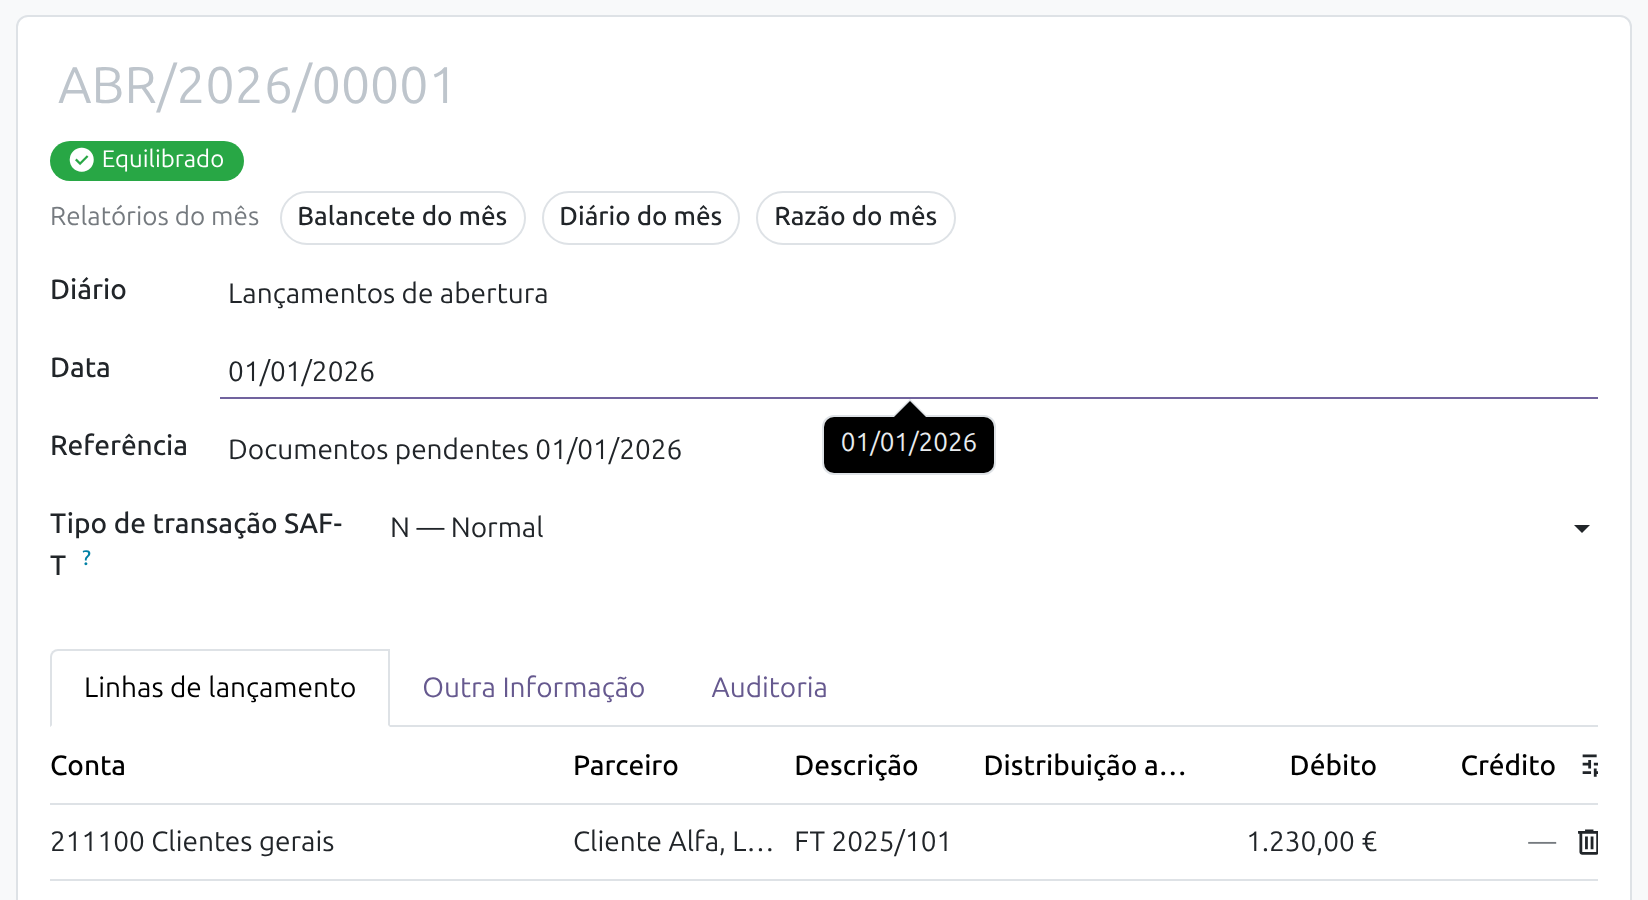 ABR/2026/00001
Equilibrado
Relatórios do mês Balancete do mês Diário do mês Razão do mês
Diário Lançamentos de abertura
Data 01/01/2026
01/01/2026
Referência Documentos pendentes 01/01/2026
Tipo de transação SAF-
T ? N — Normal
Linhas de lançamento Outra Informação Auditoria
Conta Parceiro Descrição Distribuição a... Débito Crédito
211100 Clientes gerais Cliente Alfa, L... FT 2025/101 1.230,00 € —